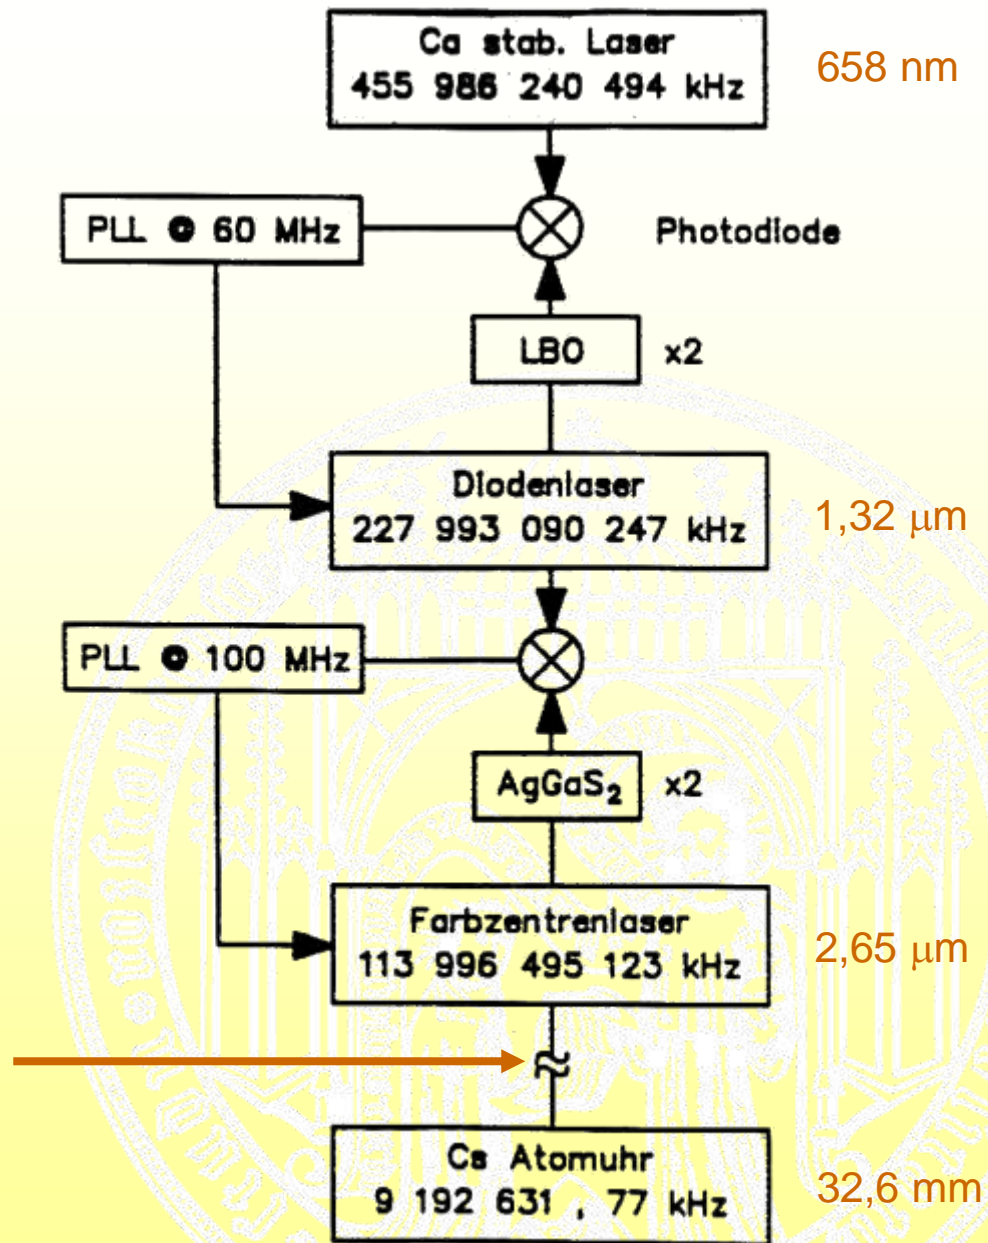 Ca stab. Laser
455 986 240 494 kHz
658 nm
PLL @ 60 MHz
Photodiode
LBO
x2
Diodenlaser
227 993 090 247 kHz
1,32 μm
PLL @ 100 MHz
AgGaS₂
x2
Farbzentrenlaser
113 996 495 123 kHz
2,65 μm
Cs Atomuhr
9 192 631 , 77 kHz
32,6 mm